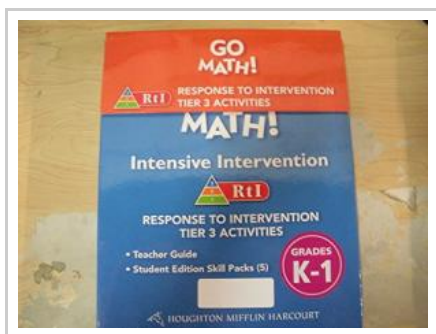 GO
MATH!
RtI RESPONSE TO INTERVENTION
TIER 3 ACTIVITIES
MATH!
Intensive Intervention
RtI
RESPONSE TO INTERVENTION
TIER 3 ACTIVITIES
• Teacher Guide
• Student Edition Skill Packs (5)
GRADES
K-1
HOUGHTON MIFFLIN HARCOURT